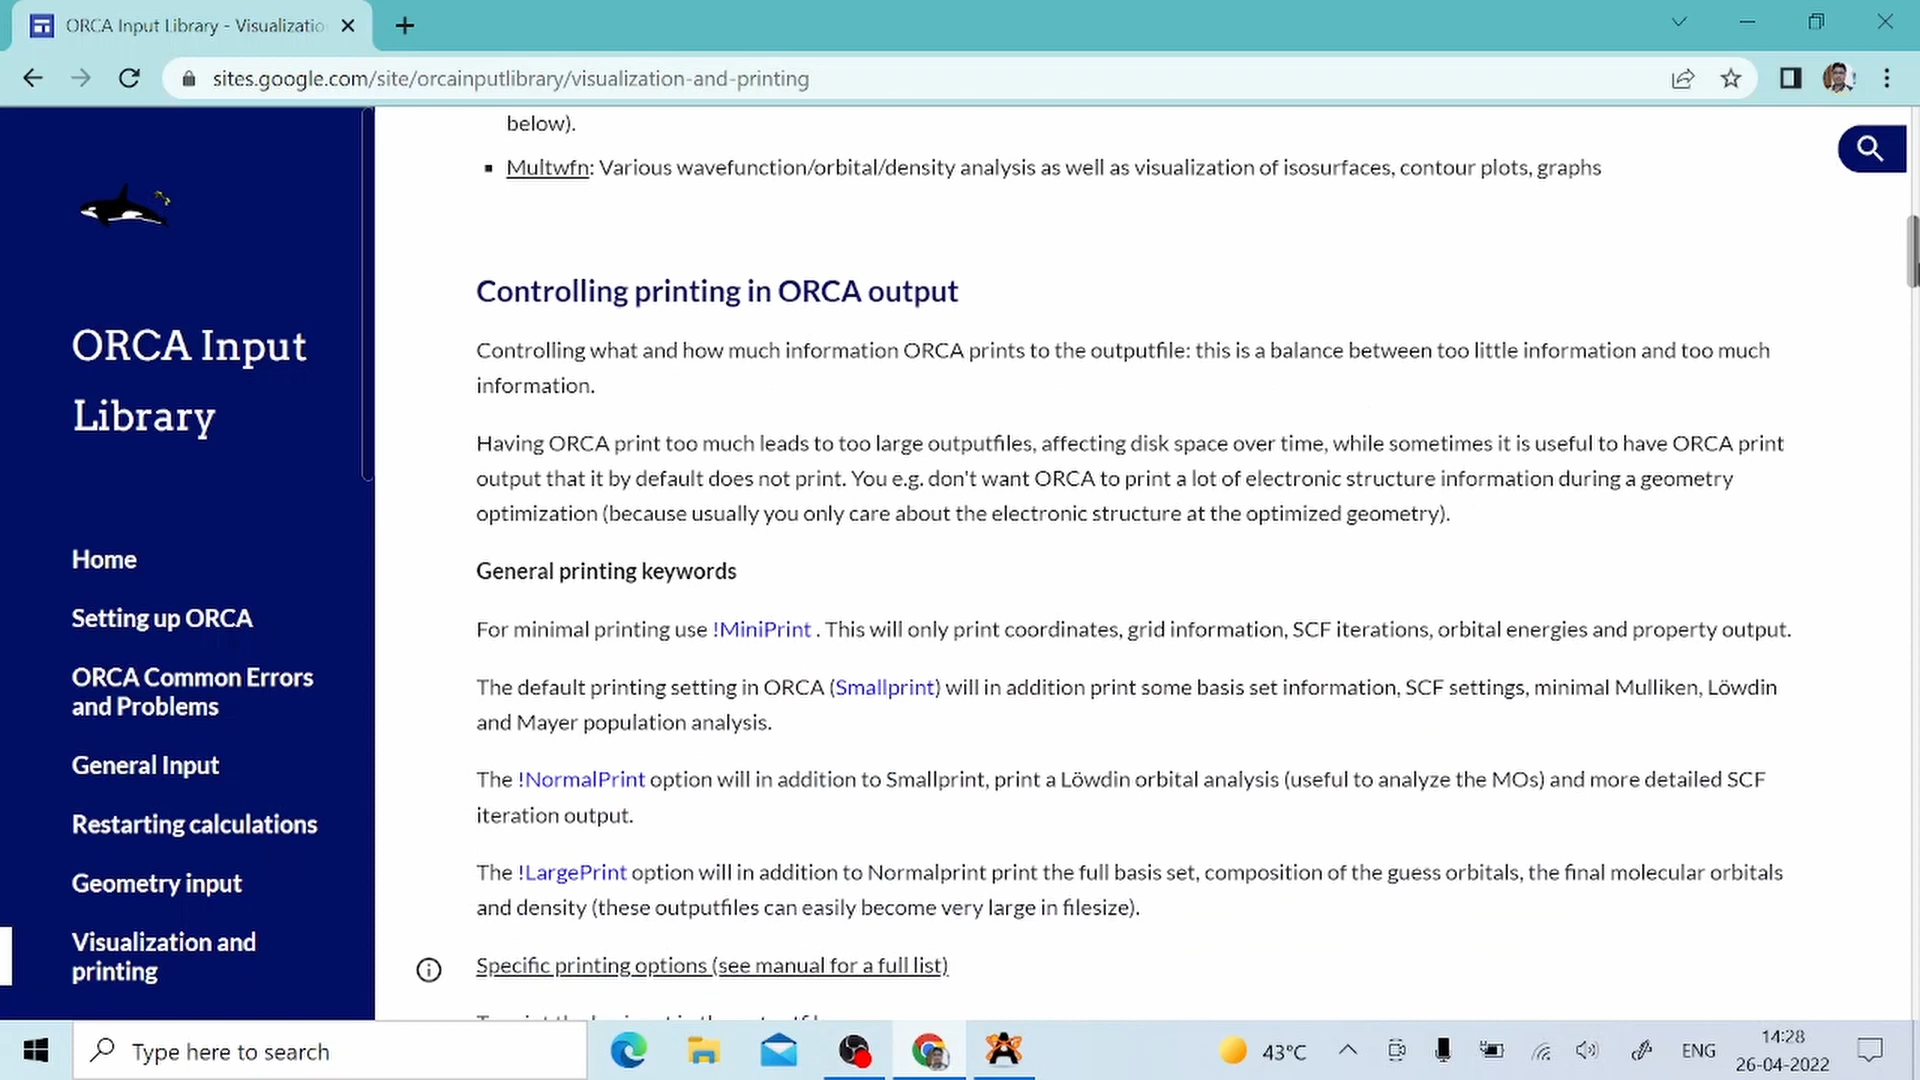 ORCA Input Library - Visualizatio
sites.google.com/site/orcainputlibrary/visualization-and-printing
ORCA Input
Library
Home
Setting up ORCA
ORCA Common Errors
and Problems
General Input
Restarting calculations
Geometry input
Visualization and
printing
below).
▪ Multwfn: Various wavefunction/orbital/density analysis as well as visualization of isosurfaces, contour plots, graphs
Controlling printing in ORCA output
Controlling what and how much information ORCA prints to the outputfile: this is a balance between too little information and too much
information.
Having ORCA print too much leads to too large outputfiles, affecting disk space over time, while sometimes it is useful to have ORCA print
output that it by default does not print. You e.g. don't want ORCA to print a lot of electronic structure information during a geometry
optimization (because usually you only care about the electronic structure at the optimized geometry).
General printing keywords
For minimal printing use !MiniPrint . This will only print coordinates, grid information, SCF iterations, orbital energies and property output.
The default printing setting in ORCA (Smallprint) will in addition print some basis set information, SCF settings, minimal Mulliken, Löwdin
and Mayer population analysis.
The !NormalPrint option will in addition to Smallprint, print a Löwdin orbital analysis (useful to analyze the MOs) and more detailed SCF
iteration output.
The !LargePrint option will in addition to Normalprint print the full basis set, composition of the guess orbitals, the final molecular orbitals
and density (these outputfiles can easily become very large in filesize).
Specific printing options (see manual for a full list)
Type here to search
43°C
ENG
14:28
26-04-2022